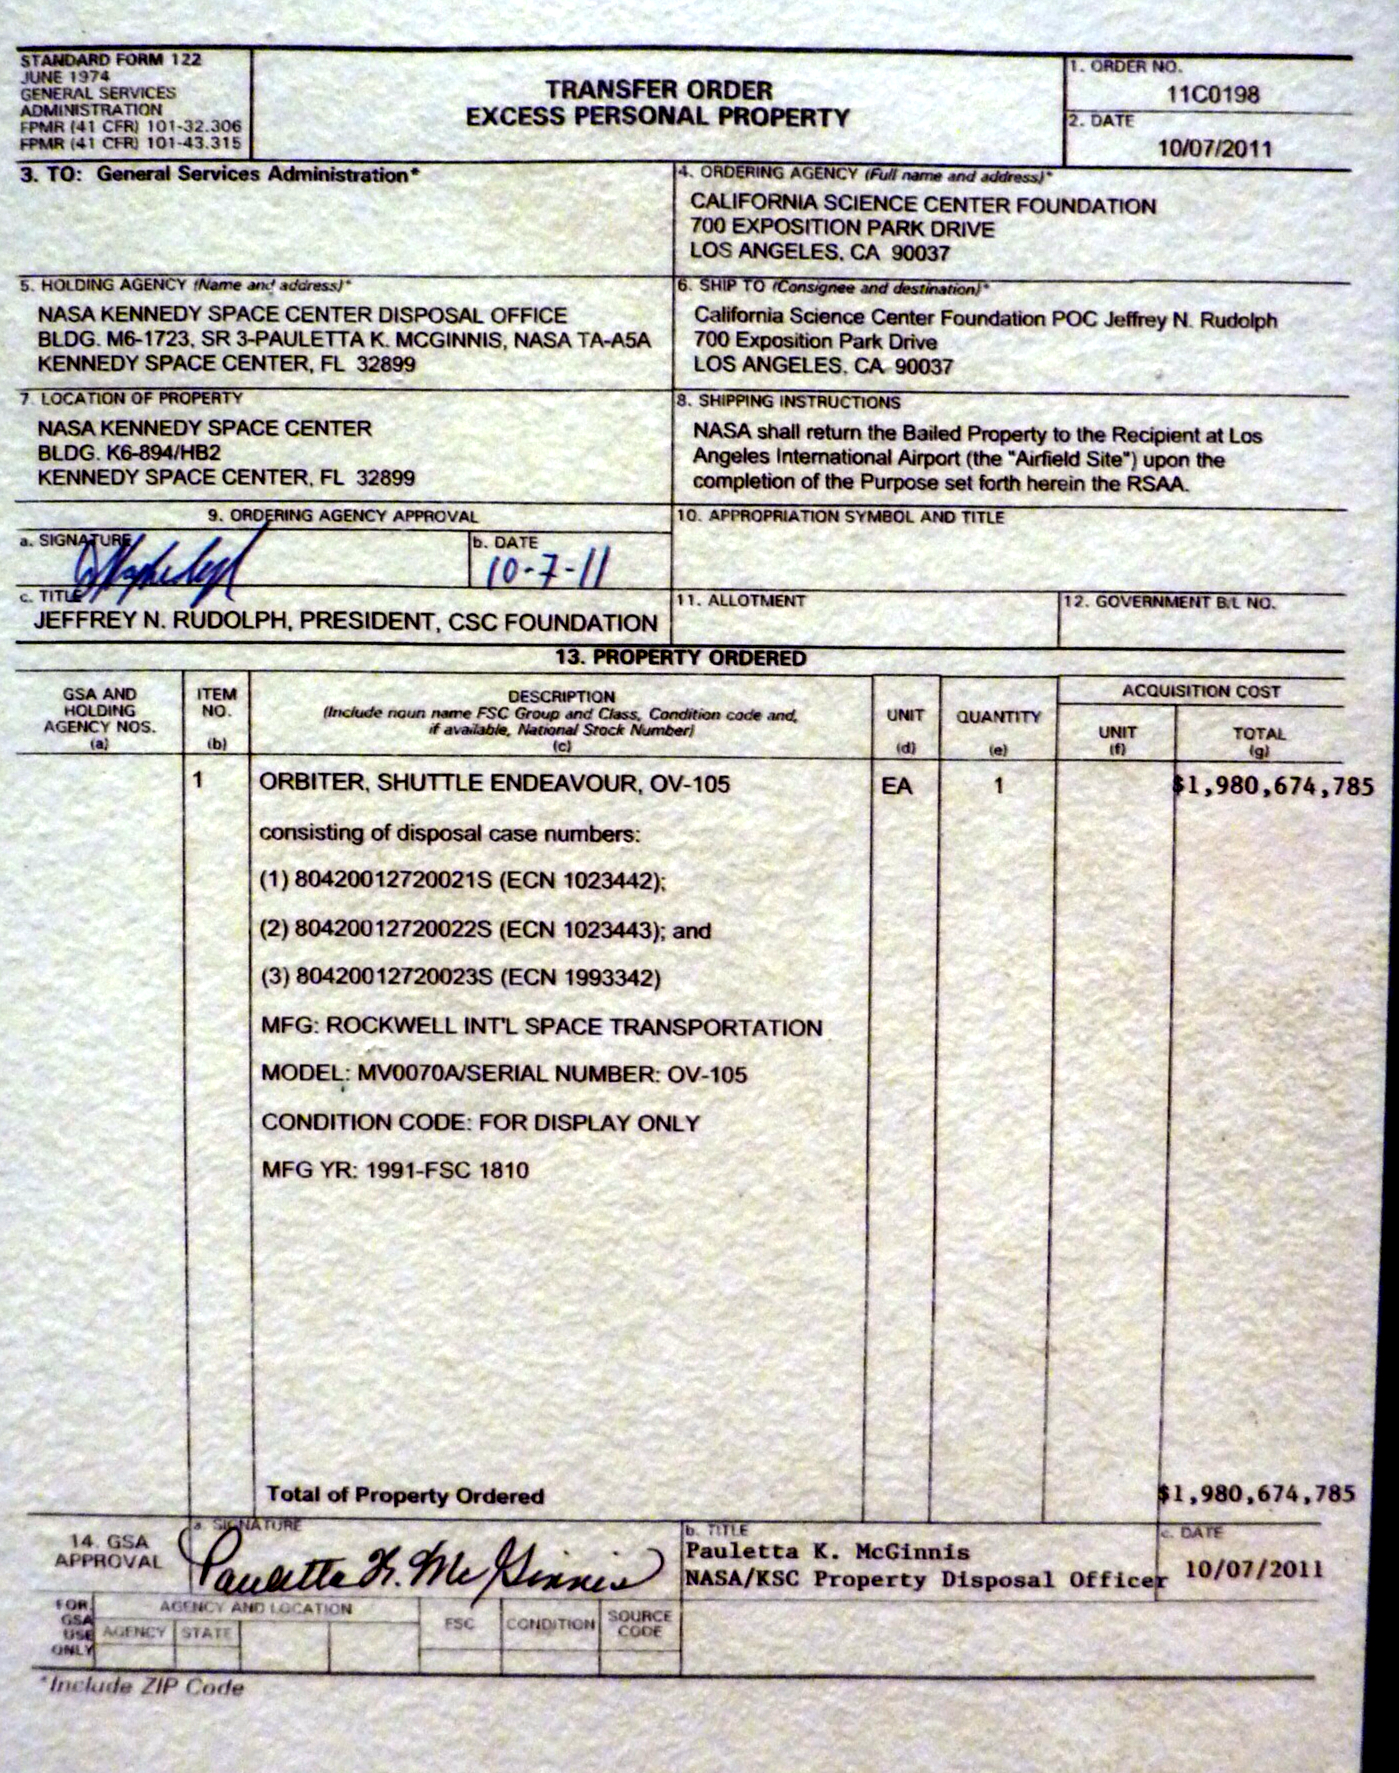 STANDARD FORM 122
JUNE 1974
GENERAL SERVICES
ADMINISTRATION
FPMR (41 CFR) 101-32.306
FPMR (41 CFR) 101-43.315
TRANSFER ORDER
EXCESS PERSONAL PROPERTY
1. ORDER NO.
11C0198
2. DATE
10/07/2011
3. TO: General Services Administration*
4. ORDERING AGENCY (Full name and address)*
CALIFORNIA SCIENCE CENTER FOUNDATION
700 EXPOSITION PARK DRIVE
LOS ANGELES, CA 90037
5. HOLDING AGENCY (Name and address)*
NASA KENNEDY SPACE CENTER DISPOSAL OFFICE
BLDG. M6-1723, SR 3-PAULETTA K. MCGINNIS, NASA TA-A5A
KENNEDY SPACE CENTER, FL 32899
6. SHIP TO (Consignee and destination)*
California Science Center Foundation POC Jeffrey N. Rudolph
700 Exposition Park Drive
LOS ANGELES, CA 90037
7. LOCATION OF PROPERTY
NASA KENNEDY SPACE CENTER
BLDG. K6-894/HB2
KENNEDY SPACE CENTER, FL 32899
8. SHIPPING INSTRUCTIONS
NASA shall return the Bailed Property to the Recipient at Los
Angeles International Airport (the "Airfield Site") upon the
completion of the Purpose set forth herein the RSAA.
9. ORDERING AGENCY APPROVAL
a. SIGNATURE
b. DATE
10-7-11
c. TITLE
JEFFREY N. RUDOLPH, PRESIDENT, CSC FOUNDATION
10. APPROPRIATION SYMBOL AND TITLE
11. ALLOTMENT
12. GOVERNMENT B/L NO.
13. PROPERTY ORDERED
GSA AND
HOLDING
AGENCY NOS.
(a)
ITEM
NO.
(b)
DESCRIPTION
(Include noun name FSC Group and Class, Condition code and,
if available, National Stock Number)
(c)
UNIT
(d)
QUANTITY
(e)
ACQUISITION COST
UNIT
(f)
TOTAL
(g)
1 ORBITER, SHUTTLE ENDEAVOUR, OV-105 EA 1 $1,980,674,785
consisting of disposal case numbers:
(1) 80420012720021S (ECN 1023442);
(2) 80420012720022S (ECN 1023443); and
(3) 80420012720023S (ECN 1993342)
MFG: ROCKWELL INT'L SPACE TRANSPORTATION
MODEL: MV0070A/SERIAL NUMBER: OV-105
CONDITION CODE: FOR DISPLAY ONLY
MFG YR: 1991-FSC 1810
Total of Property Ordered $1,980,674,785
14. GSA
APPROVAL
a. SIGNATURE
Pauletta K. McGinnis
b. TITLE
Pauletta K. McGinnis
NASA/KSC Property Disposal Officer
c. DATE
10/07/2011
FOR
GSA
USE
ONLY
AGENCY AND LOCATION
AGENCY STATE
FSC
CONDITION
SOURCE
CODE
*Include ZIP Code